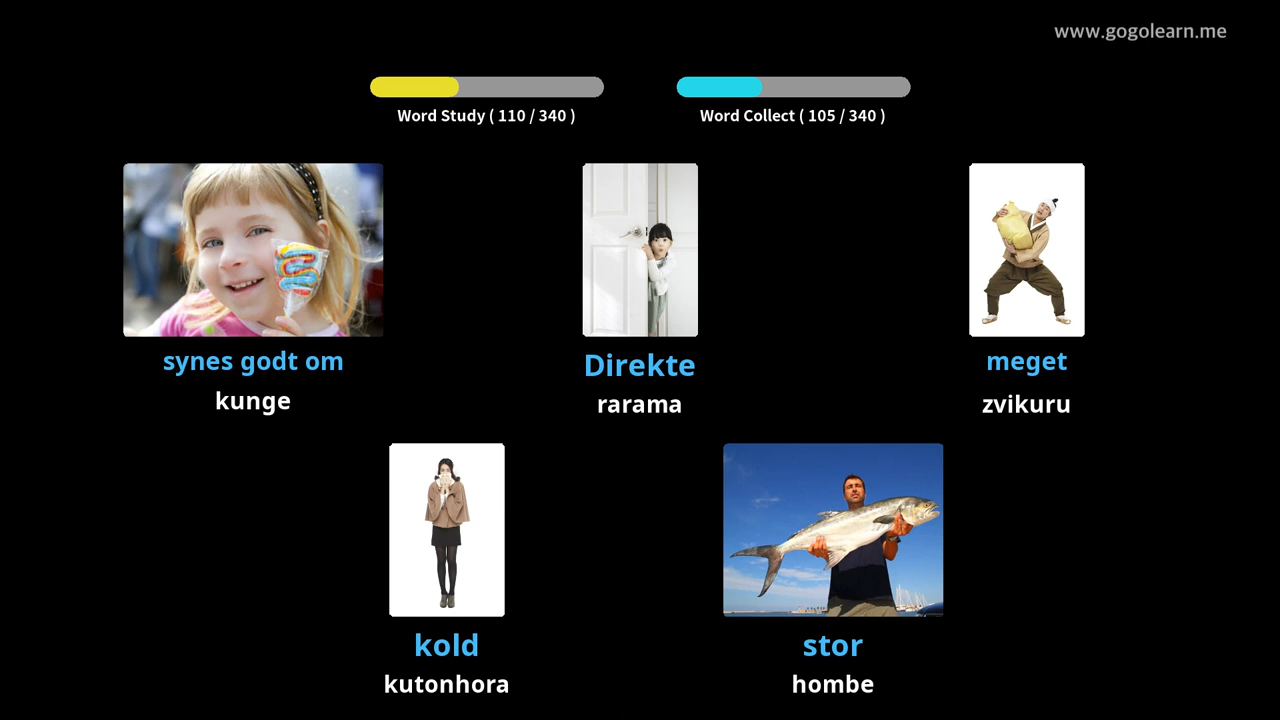 www.gogolearn.me
Word Study ( 110 / 340 )
Word Collect ( 105 / 340 )
synes godt om
kunge
Direkte
rarama
meget
zvikuru
kold
kutonhora
stor
hombe